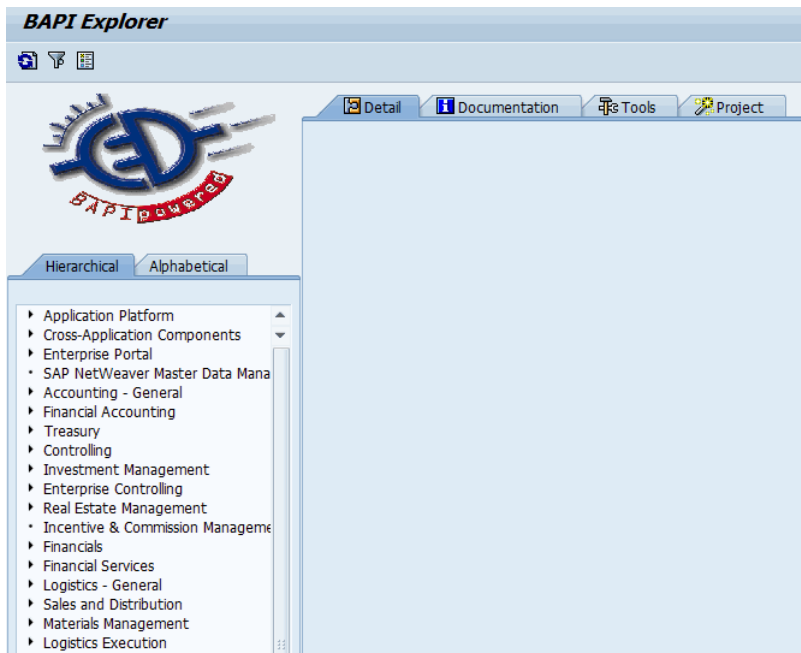 BAPI Explorer
BAPI powered
Detail
Documentation
Tools
Project
Hierarchical
Alphabetical
Application Platform
Cross-Application Components
Enterprise Portal
SAP NetWeaver Master Data Mana
Accounting - General
Financial Accounting
Treasury
Controlling
Investment Management
Enterprise Controlling
Real Estate Management
Incentive & Commission Manageme
Financials
Financial Services
Logistics - General
Sales and Distribution
Materials Management
Logistics Execution